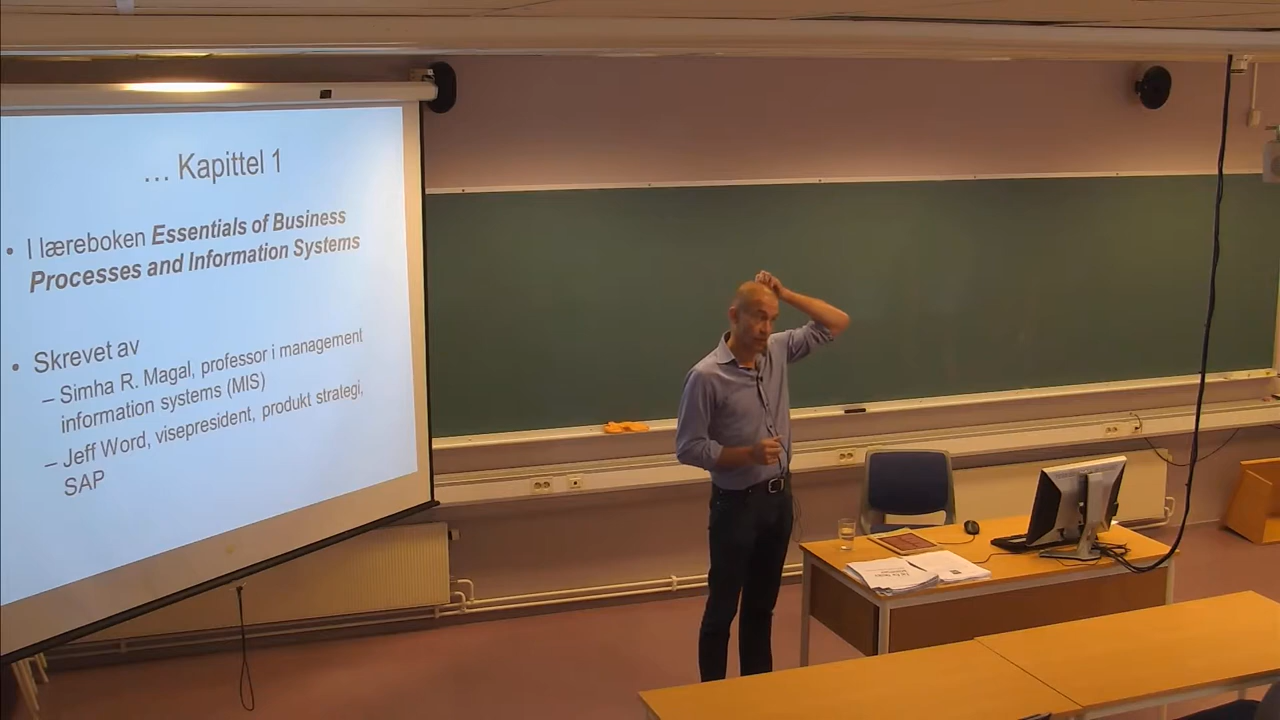 ... Kapittel 1
• I læreboken Essentials of Business
Processes and Information Systems
• Skrevet av
– Simha R. Magal, professor i management
information systems (MIS)
– Jeff Word, visepresident, produkt strategi,
SAP